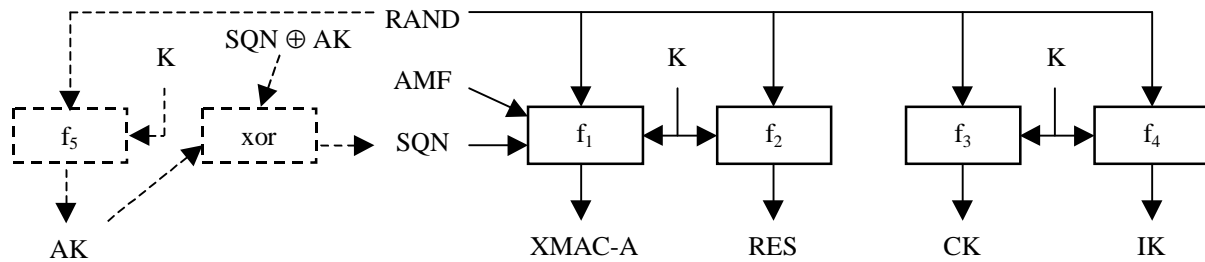 RAND
SQN ⊕ AK
K
K
K
AMF
f5
xor
SQN
f1
f2
f3
f4
AK
XMAC-A
RES
CK
IK